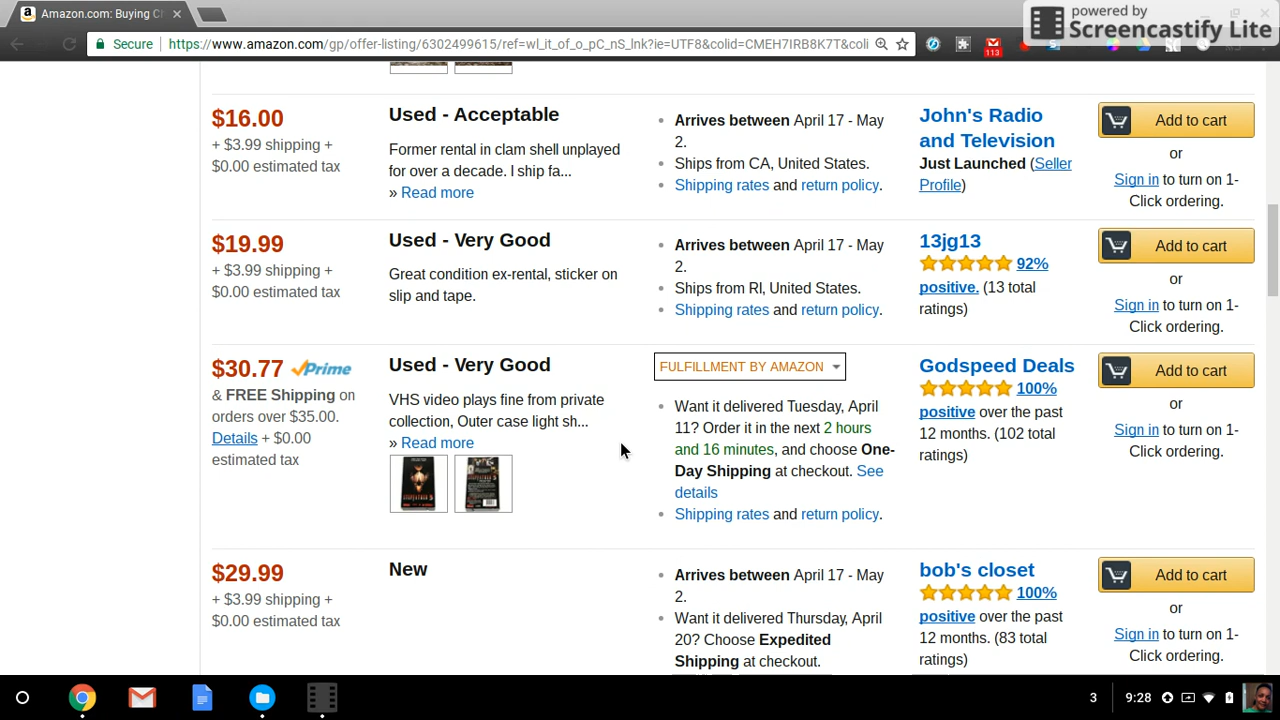 Amazon.com: Buying C
powered by
Screencastify Lite
Secure
https://www.amazon.com/gp/offer-listing/6302499615/ref=wl_it_of_o_pC_nS_lnk?ie=UTF8&colid=CMEH7IRB8K7T&coli
113
$16.00
+ $3.99 shipping +
$0.00 estimated tax
Used - Acceptable
Former rental in clam shell unplayed
for over a decade. I ship fa...
» Read more
Arrives between April 17 - May
2.
Ships from CA, United States.
Shipping rates and return policy.
John's Radio
and Television
Just Launched (Seller
Profile)
Add to cart
or
Sign in to turn on 1-
Click ordering.
$19.99
+ $3.99 shipping +
$0.00 estimated tax
Used - Very Good
Great condition ex-rental, sticker on
slip and tape.
Arrives between April 17 - May
2.
Ships from RI, United States.
Shipping rates and return policy.
13jg13
92%
positive. (13 total
ratings)
Add to cart
or
Sign in to turn on 1-
Click ordering.
$30.77 Prime
& FREE Shipping on
orders over $35.00.
Details + $0.00
estimated tax
Used - Very Good
VHS video plays fine from private
collection, Outer case light sh...
» Read more
FULFILLMENT BY AMAZON
Want it delivered Tuesday, April
11? Order it in the next 2 hours
and 16 minutes, and choose One-
Day Shipping at checkout. See
details
Shipping rates and return policy.
Godspeed Deals
100%
positive over the past
12 months. (102 total
ratings)
Add to cart
or
Sign in to turn on 1-
Click ordering.
$29.99
+ $3.99 shipping +
$0.00 estimated tax
New
Arrives between April 17 - May
2.
Want it delivered Thursday, April
20? Choose Expedited
Shipping at checkout.
bob's closet
100%
positive over the past
12 months. (83 total
ratings)
Add to cart
or
Sign in to turn on 1-
Click ordering.
3
9:28